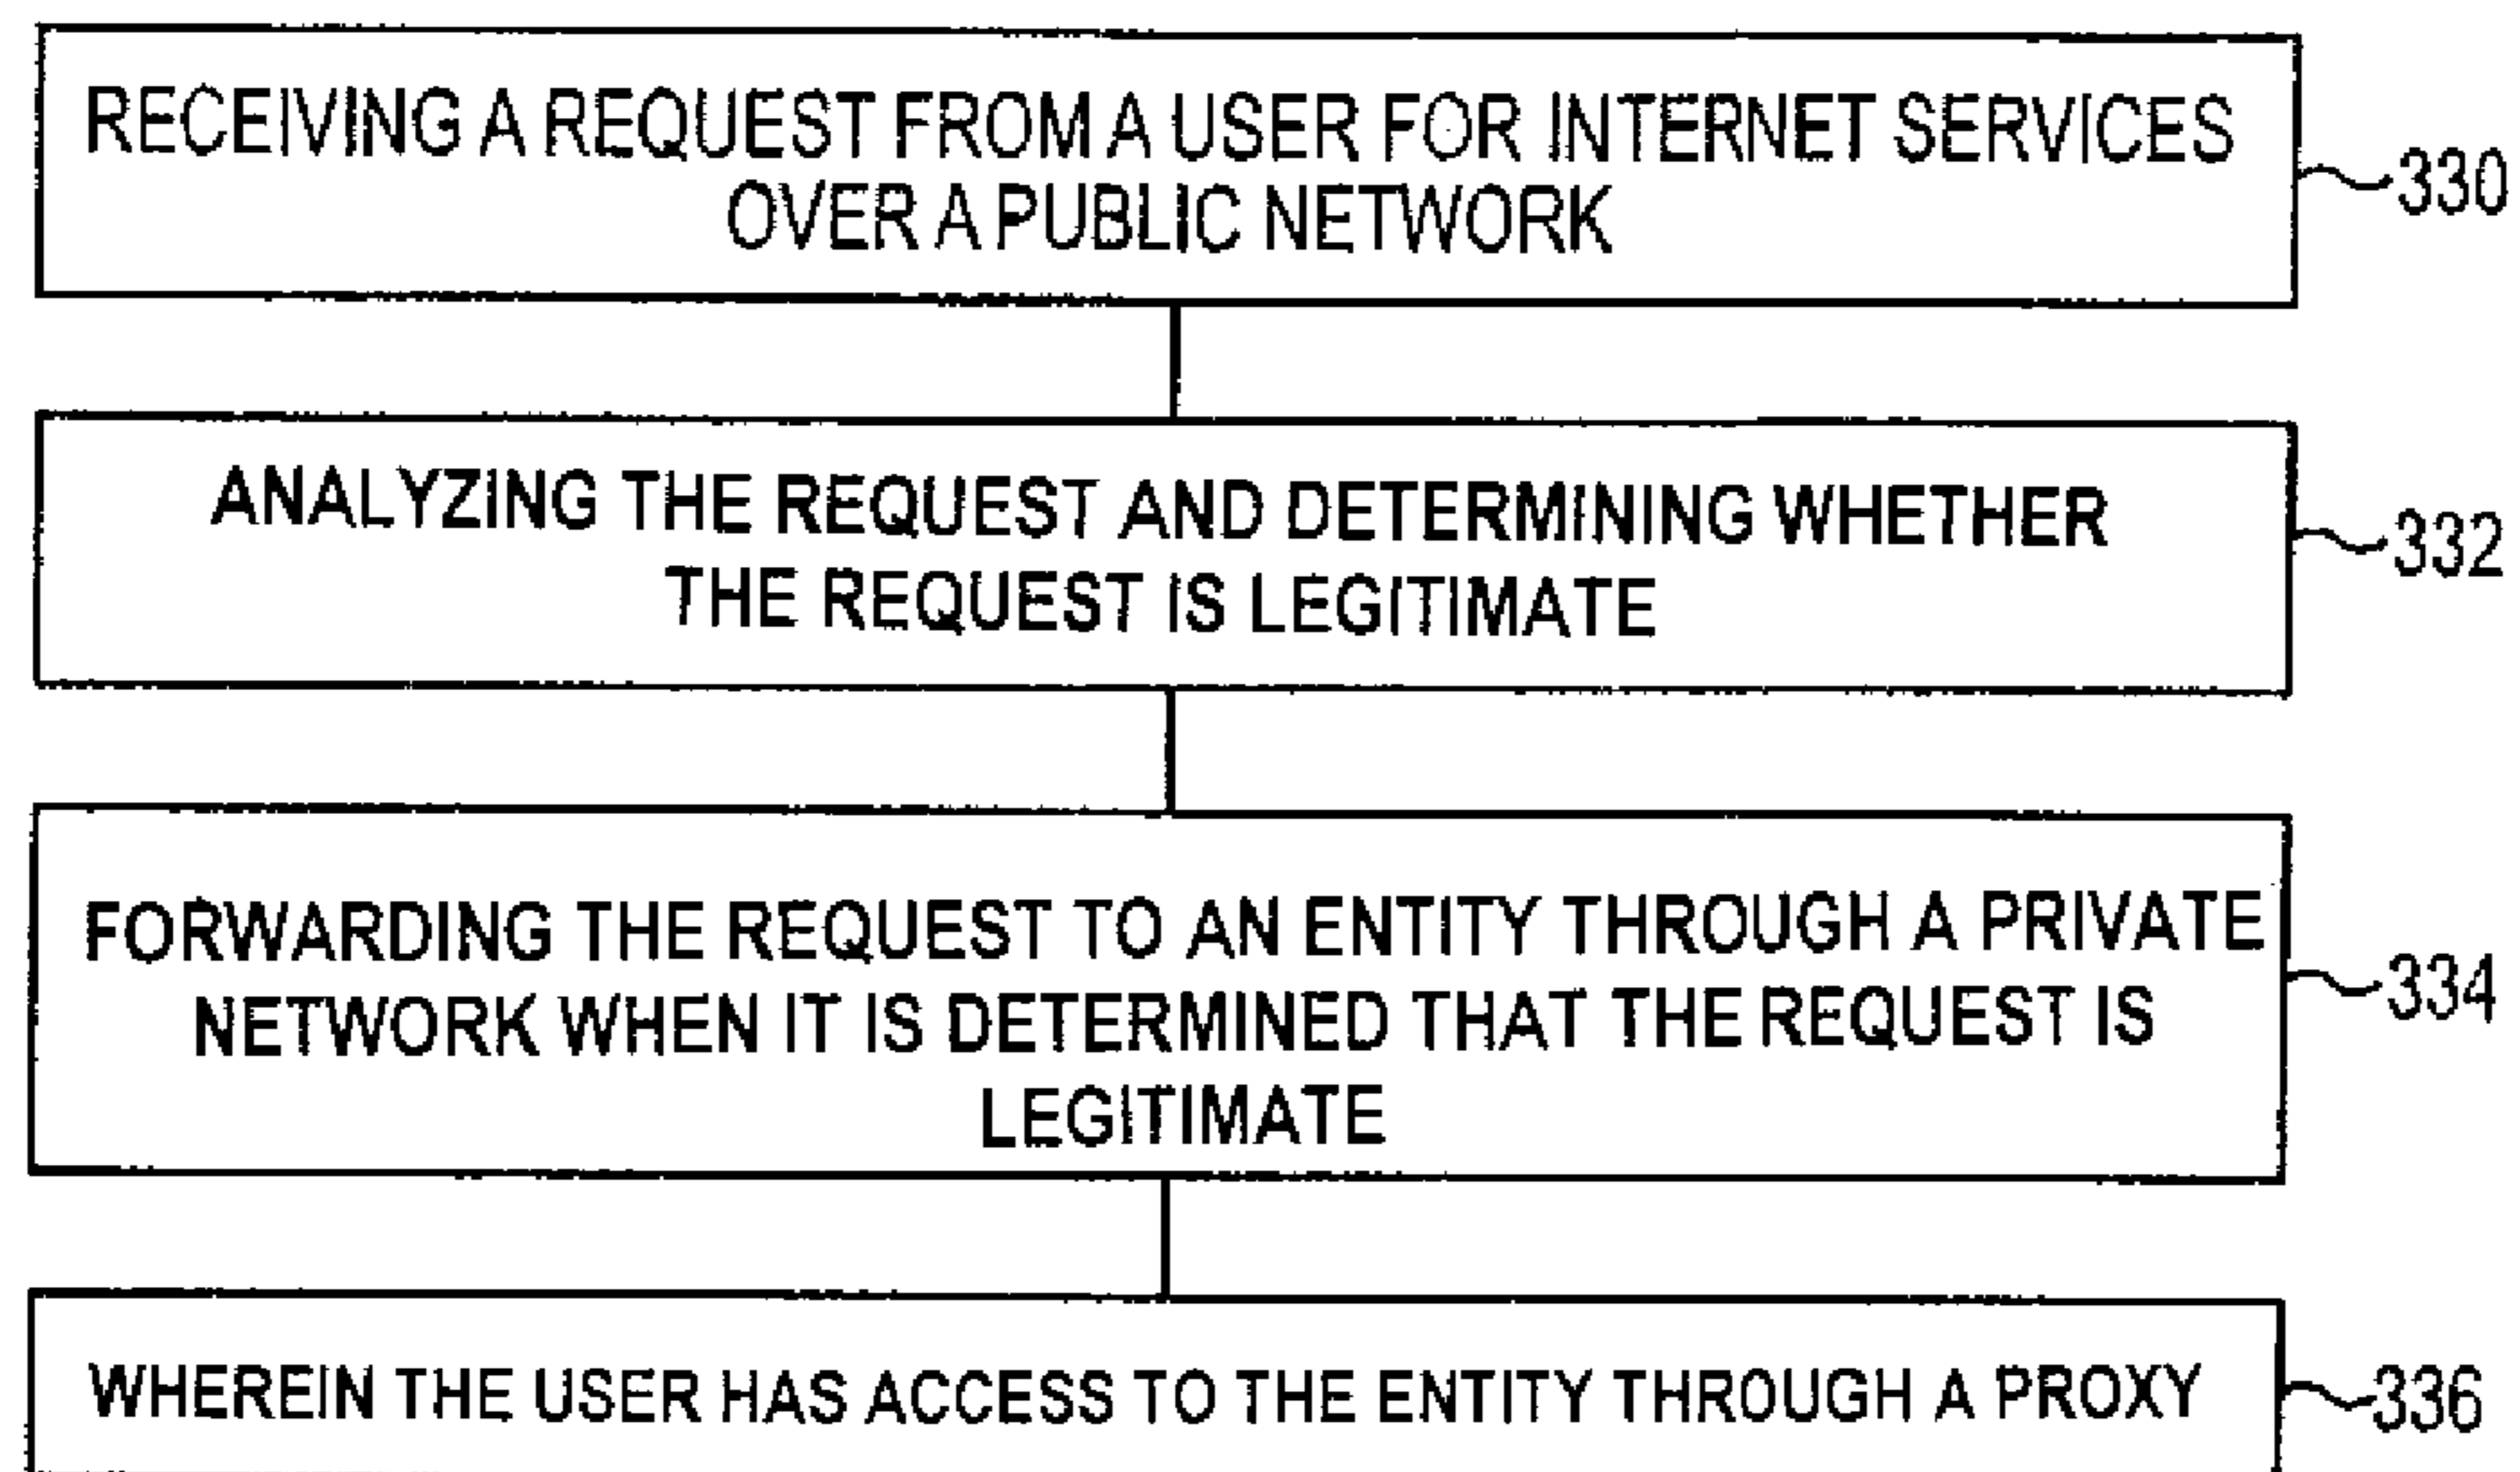 RECEIVING A REQUEST FROM A USER FOR INTERNET SERVICES
OVER A PUBLIC NETWORK
330
ANALYZING THE REQUEST AND DETERMINING WHETHER
THE REQUEST IS LEGITIMATE
332
FORWARDING THE REQUEST TO AN ENTITY THROUGH A PRIVATE
NETWORK WHEN IT IS DETERMINED THAT THE REQUEST IS
LEGITIMATE
334
WHEREIN THE USER HAS ACCESS TO THE ENTITY THROUGH A PROXY
336